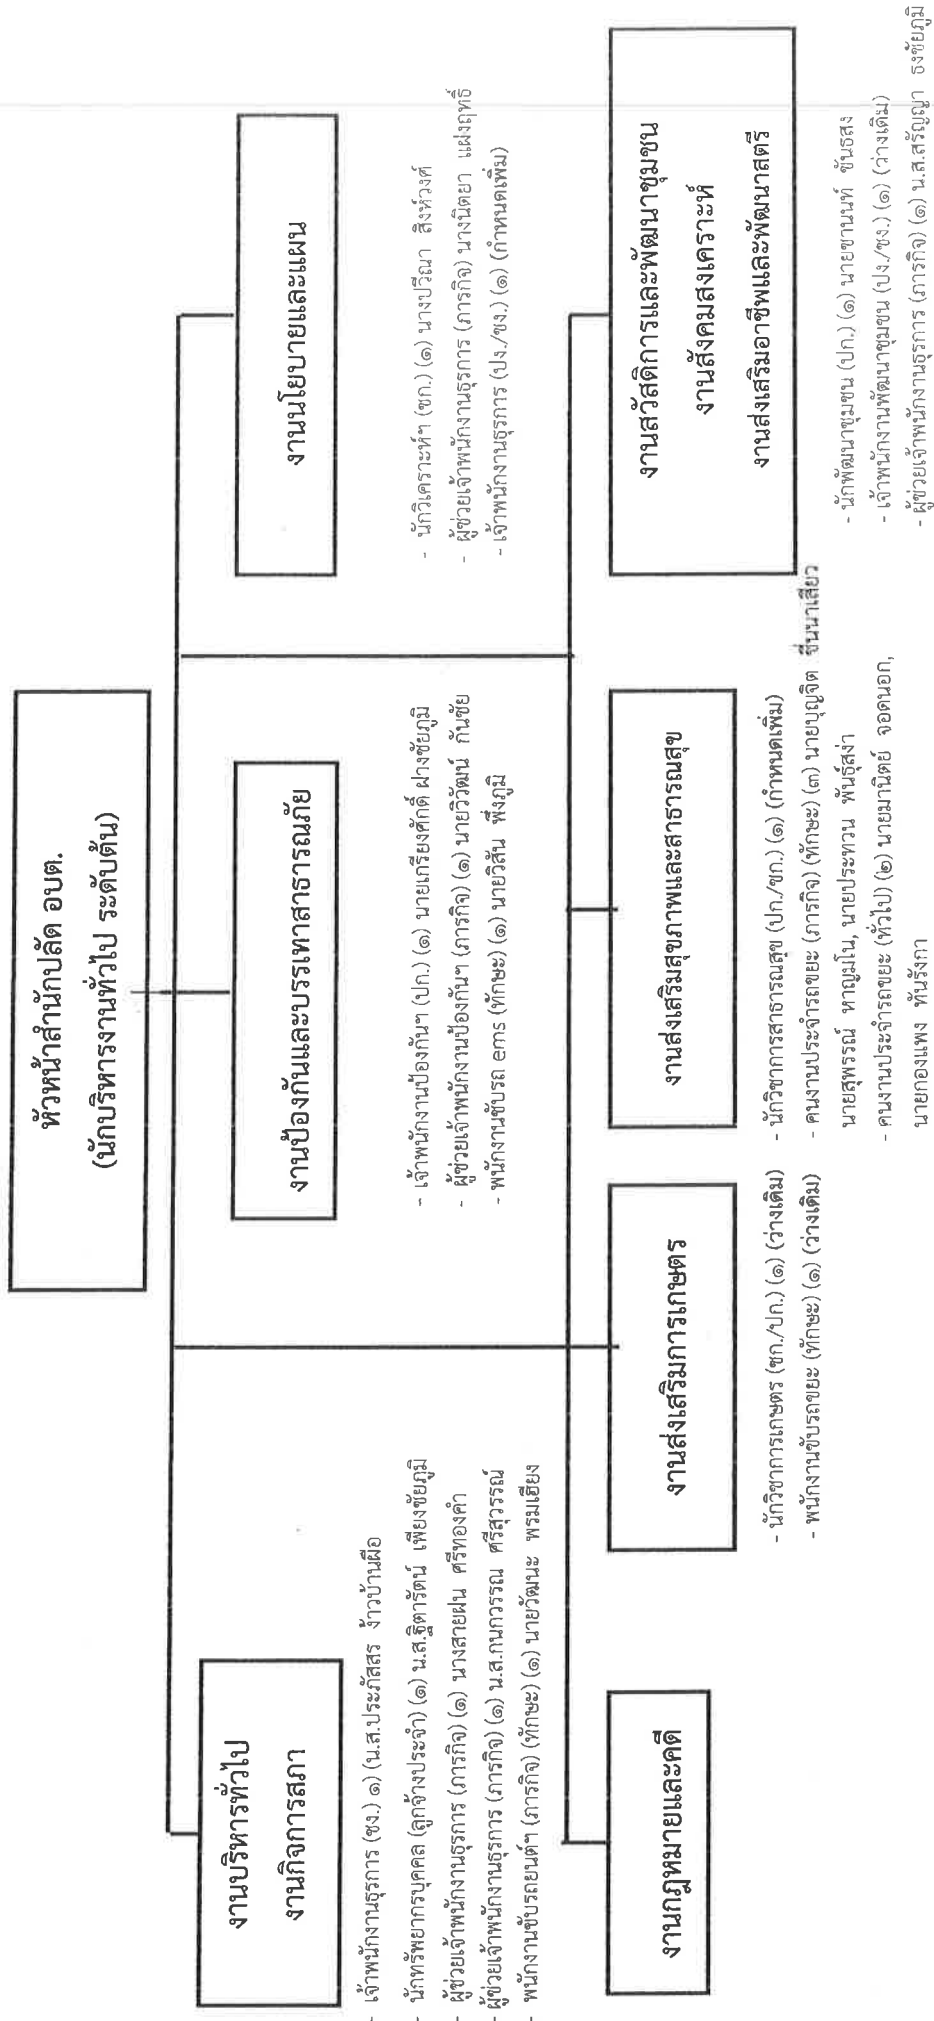 หัวหน้าสำนักปลัด อบต.
(นักบริหารงานทั่วไป ระดับต้น)
งานบริหารทั่วไป
งานกิจการสภา
- เจ้าพนักงานธุรการ (ชง.) ๑) (น.ส.ประภัสสร ง้าวบ้านผือ
- นักทรัพยากรบุคคล (ลูกจ้างประจำ) (๑) น.ส.ฐิตารัตน์ เพียงชัยภูมิ
- ผู้ช่วยเจ้าพนักงานธุรการ (ภารกิจ) (๑) นางสายฝน ศรีทองคำ
- ผู้ช่วยเจ้าพนักงานธุรการ (ภารกิจ) (๑) น.ส.กนกวรรณ ศรีสุวรรณ์
- พนักงานขับรถยนต์ฯ (ภารกิจ) (ทักษะ) (๑) นายวัฒนะ พรมเฮียง
งานป้องกันและบรรเทาสาธารณภัย
- เจ้าพนักงานป้องกันฯ (ปก.) (๑) นายเกรียงศักดิ์ ฝางชัยภูมิ
- ผู้ช่วยเจ้าพนักงานป้องกันฯ (ภารกิจ) (๑) นายวิวัฒน์ กันชัย
- พนักงานขับรถ ems (ทักษะ) (๑) นายวิสัน พึ่งภูมิ
งานนโยบายและแผน
- นักวิเคราะห์ฯ (ชก.) (๑) นางปวีณา สิงห์วงศ์
- ผู้ช่วยเจ้าพนักงานธุรการ (ภารกิจ) นางนิตยา แฝงฤทธิ์
- เจ้าพนักงานธุรการ (ปง./ชง.) (๑) (กำหนดเพิ่ม)
งานกฎหมายและคดี
งานส่งเสริมการเกษตร
- นักวิชาการเกษตร (ชก./ปก.) (๑) (ว่างเดิม)
- พนักงานขับรถขยะ (ทักษะ) (๑) (ว่างเดิม)
งานส่งเสริมสุขภาพและสาธารณสุข
- นักวิชาการสาธารณสุข (ปก./ชก.) (๑) (กำหนดเพิ่ม)
- คนงานประจำรถขยะ (ภารกิจ) (ทักษะ) (๓) นายบุญจิต ชื่นนาเสียว
นายสุพรรณ์ หาญมโน, นายประทวน พันธุ์สง่า
- คนงานประจำรถขยะ (ทั่วไป) (๒) นายมานิตย์ จอดนอก,
นายกองแพง ทันรังกา
งานสวัสดิการและพัฒนาชุมชน
งานสังคมสงเคราะห์
งานส่งเสริมอาชีพและพัฒนาสตรี
- นักพัฒนาชุมชน (ปก.) (๑) นายชานนท์ ขันธสง
- เจ้าพนักงานพัฒนาชุมชน (ปง./ชง.) (๑) (ว่างเดิม)
- ผู้ช่วยเจ้าพนักงานธุรการ (ภารกิจ) (๑) น.ส.สรัญญา ธงชัยภูมิ